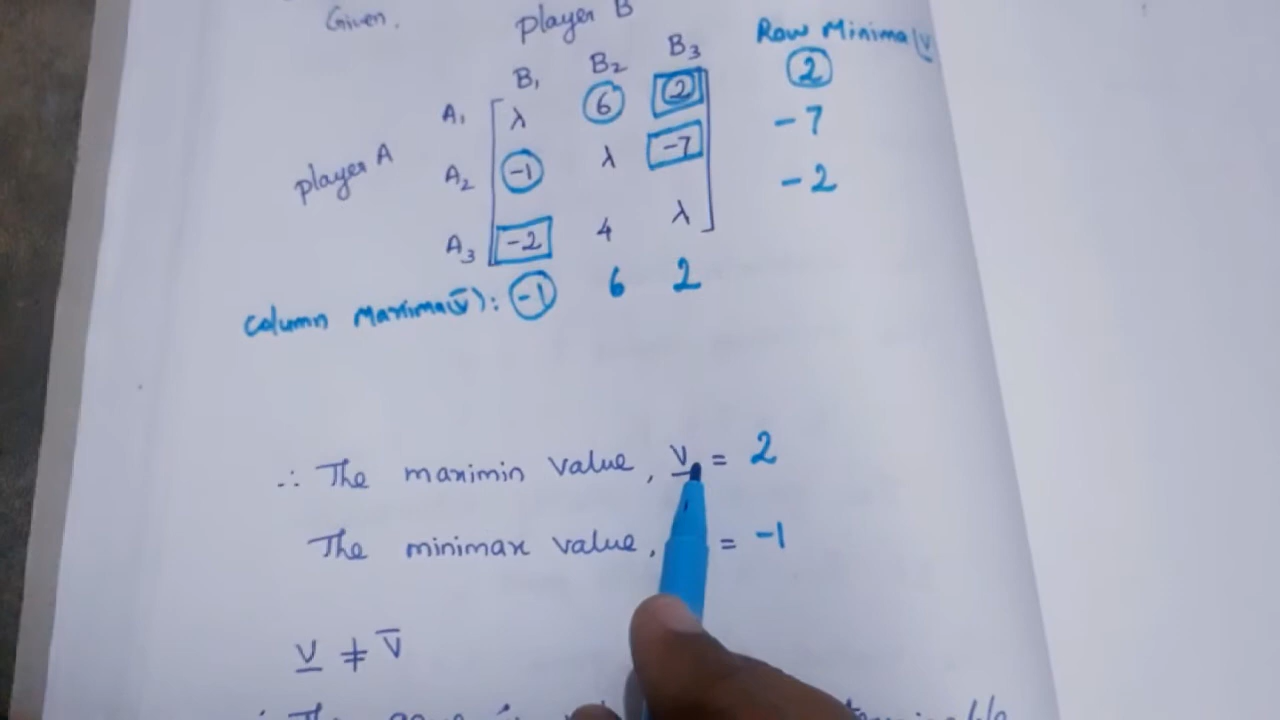 Given.
player B
Row Minima (v
B₁ B₂ B₃
A₁ λ 6 2 2
player A
A₂ -1 λ -7 -7
A₃ -2 4 λ -2
column maxima(v̅): -1 6 2
∴ The maximin value, v̲ = 2
The minimax value, = -1
v̲ ≠ v̅